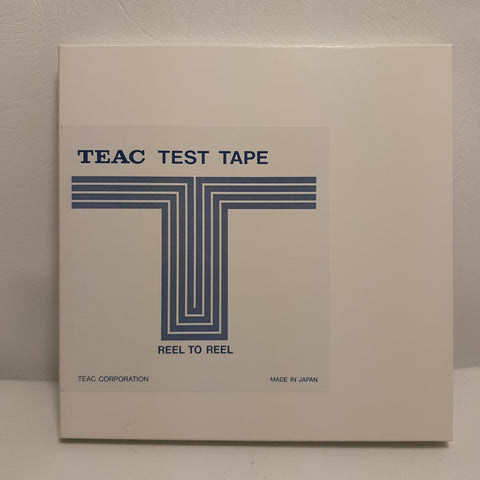 TEAC TEST TAPE
REEL TO REEL
TEAC CORPORATION
MADE IN JAPAN